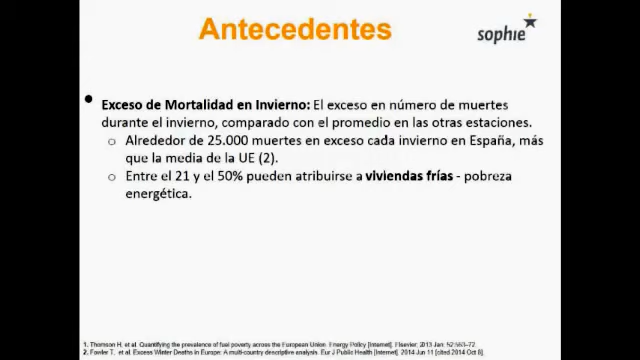 Antecedentes
sophie
• Exceso de Mortalidad en Invierno: El exceso en número de muertes
durante el invierno, comparado con el promedio en las otras estaciones.
o Alrededor de 25.000 muertes en exceso cada invierno en España, más
que la media de la UE (2).
o Entre el 21 y el 50% pueden atribuirse a viviendas frías - pobreza
energética.
1. Thomson H, et al. Quantifying the prevalence of fuel poverty across the European Union. Energy Policy [Internet]. Elsevier; 2013 Jan; 52:563–72.
2. Fowler T, et al. Excess Winter Deaths in Europe: A multi-country descriptive analysis. Eur J Public Health [Internet]. 2014 Jun 11 [cited 2014 Oct 6].